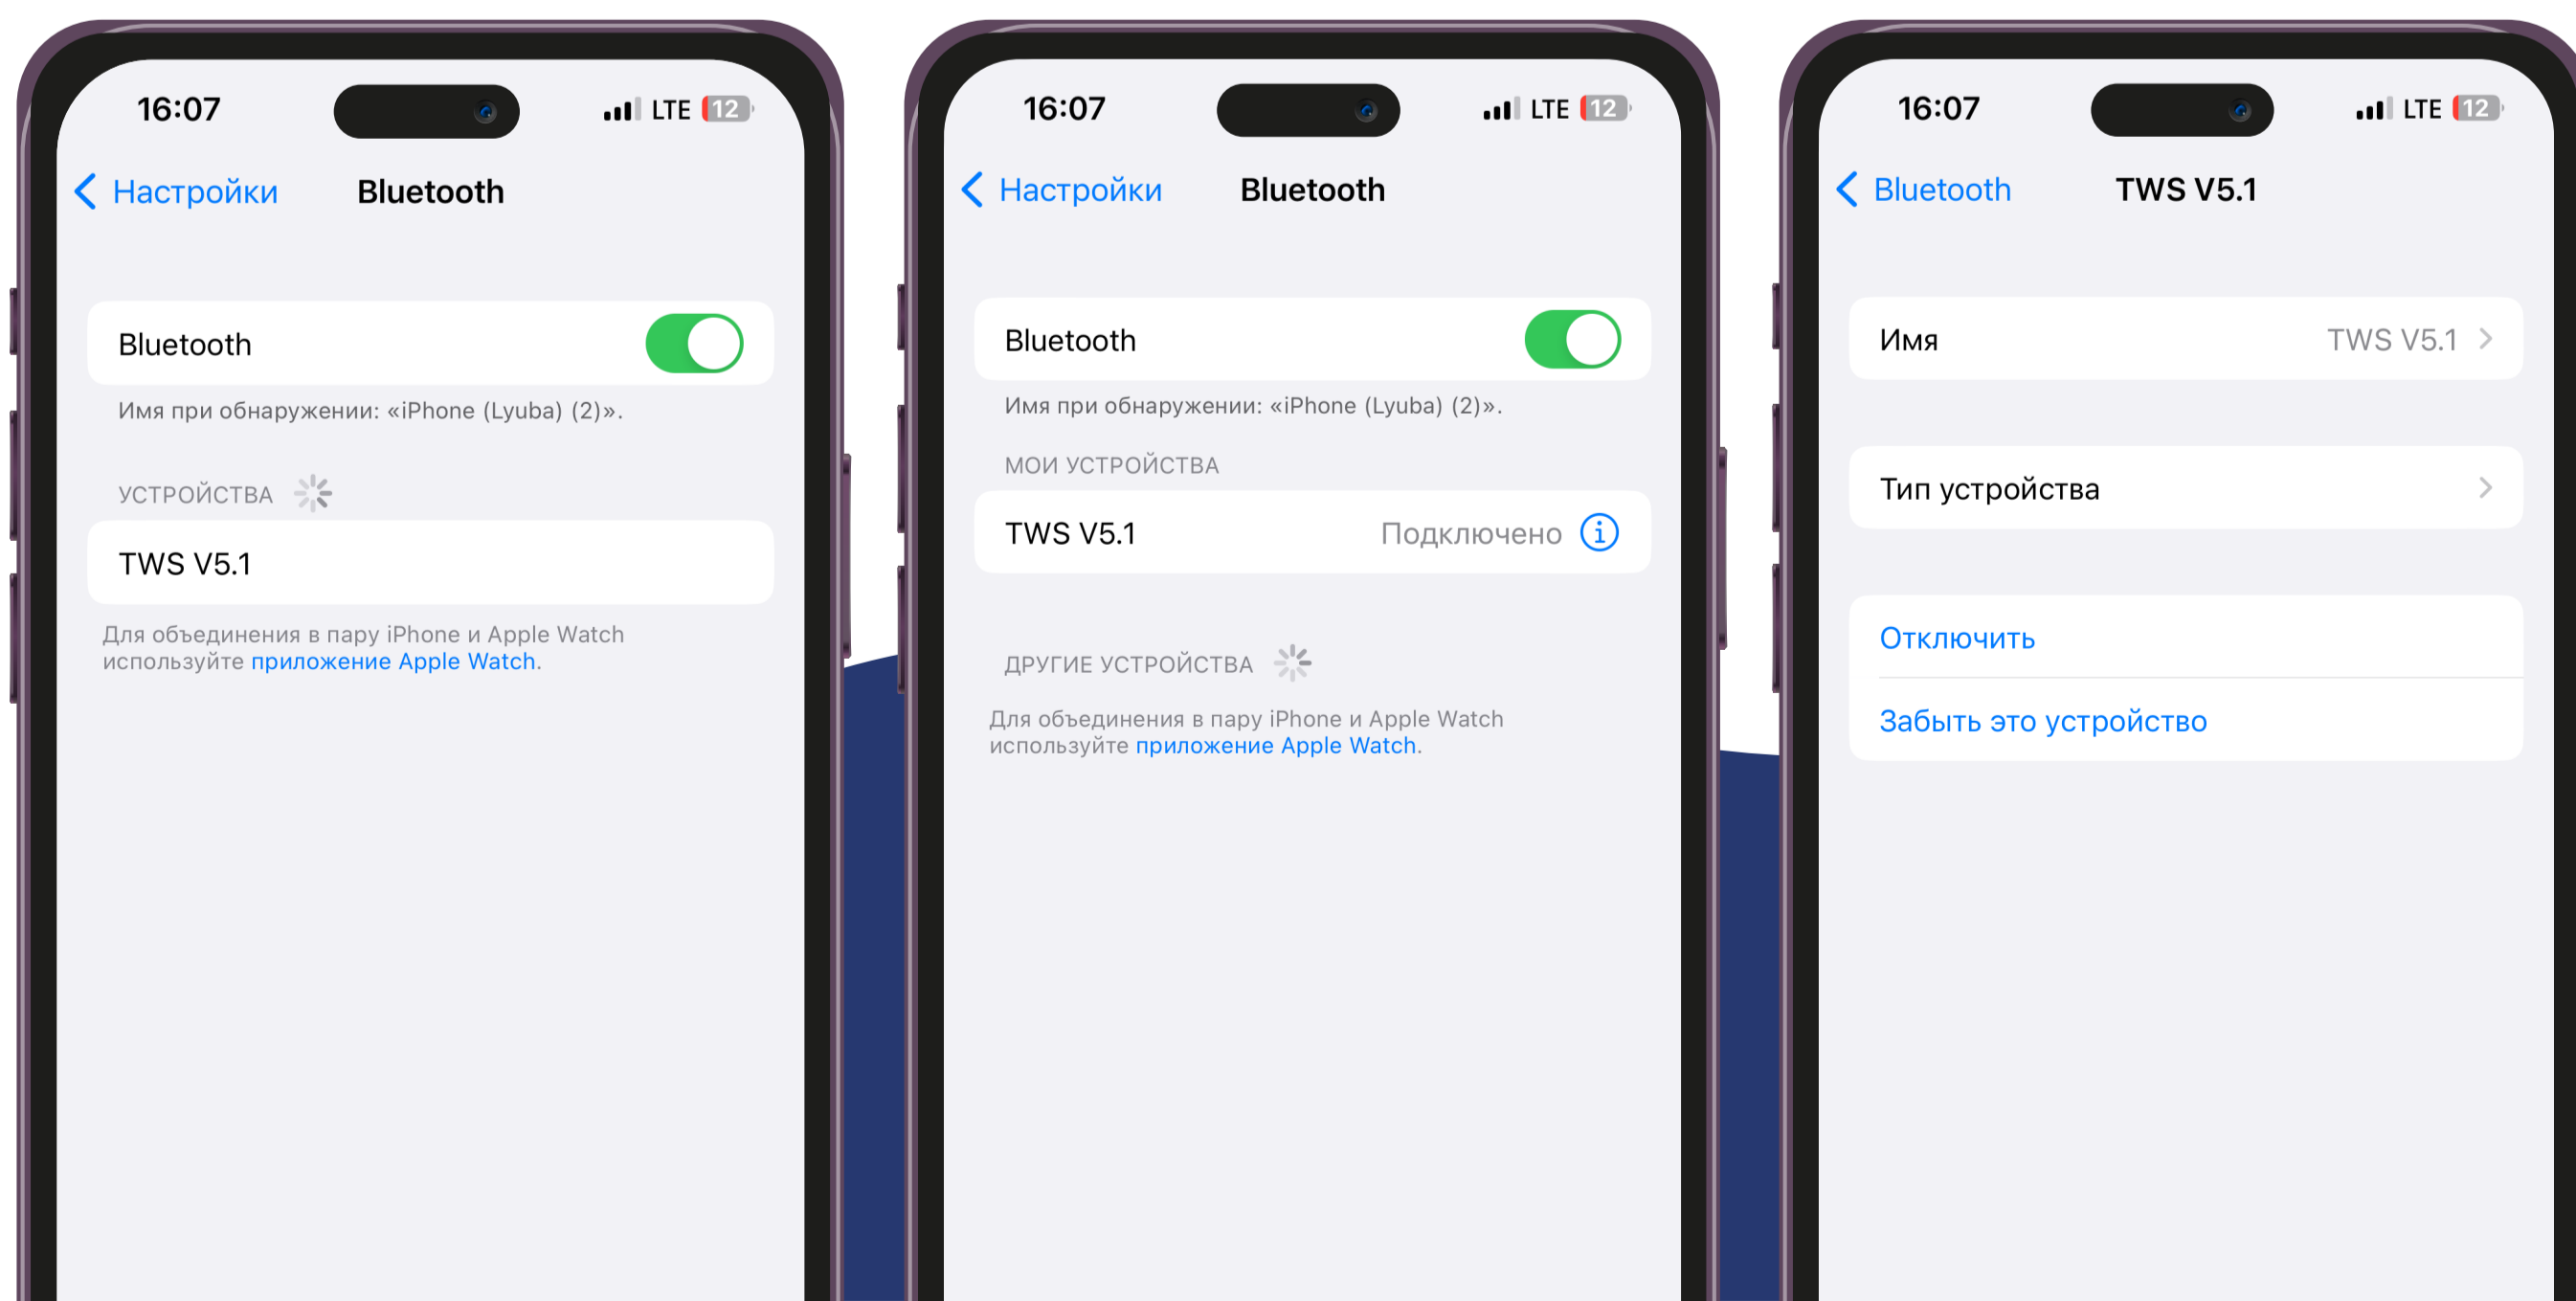 16:07 LTE 12
Настройки Bluetooth
Bluetooth
Имя при обнаружении: «iPhone (Lyuba) (2)».
УСТРОЙСТВА
TWS V5.1
Для объединения в пару iPhone и Apple Watch
используйте приложение Apple Watch.
16:07 LTE 12
Настройки Bluetooth
Bluetooth
Имя при обнаружении: «iPhone (Lyuba) (2)».
МОИ УСТРОЙСТВА
TWS V5.1 Подключено
ДРУГИЕ УСТРОЙСТВА
Для объединения в пару iPhone и Apple Watch
используйте приложение Apple Watch.
16:07 LTE 12
Bluetooth TWS V5.1
Имя TWS V5.1
Тип устройства
Отключить
Забыть это устройство